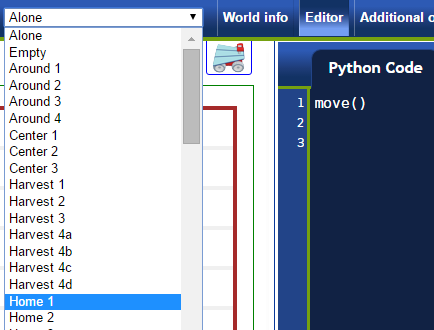 Alone World info Editor Additional
Alone
Empty
Around 1
Around 2
Around 3
Around 4
Center 1
Center 2
Center 3
Harvest 1
Harvest 2
Harvest 3
Harvest 4a
Harvest 4b
Harvest 4c
Harvest 4d
Home 1
Home 2
Python Code
1 move()
2
3